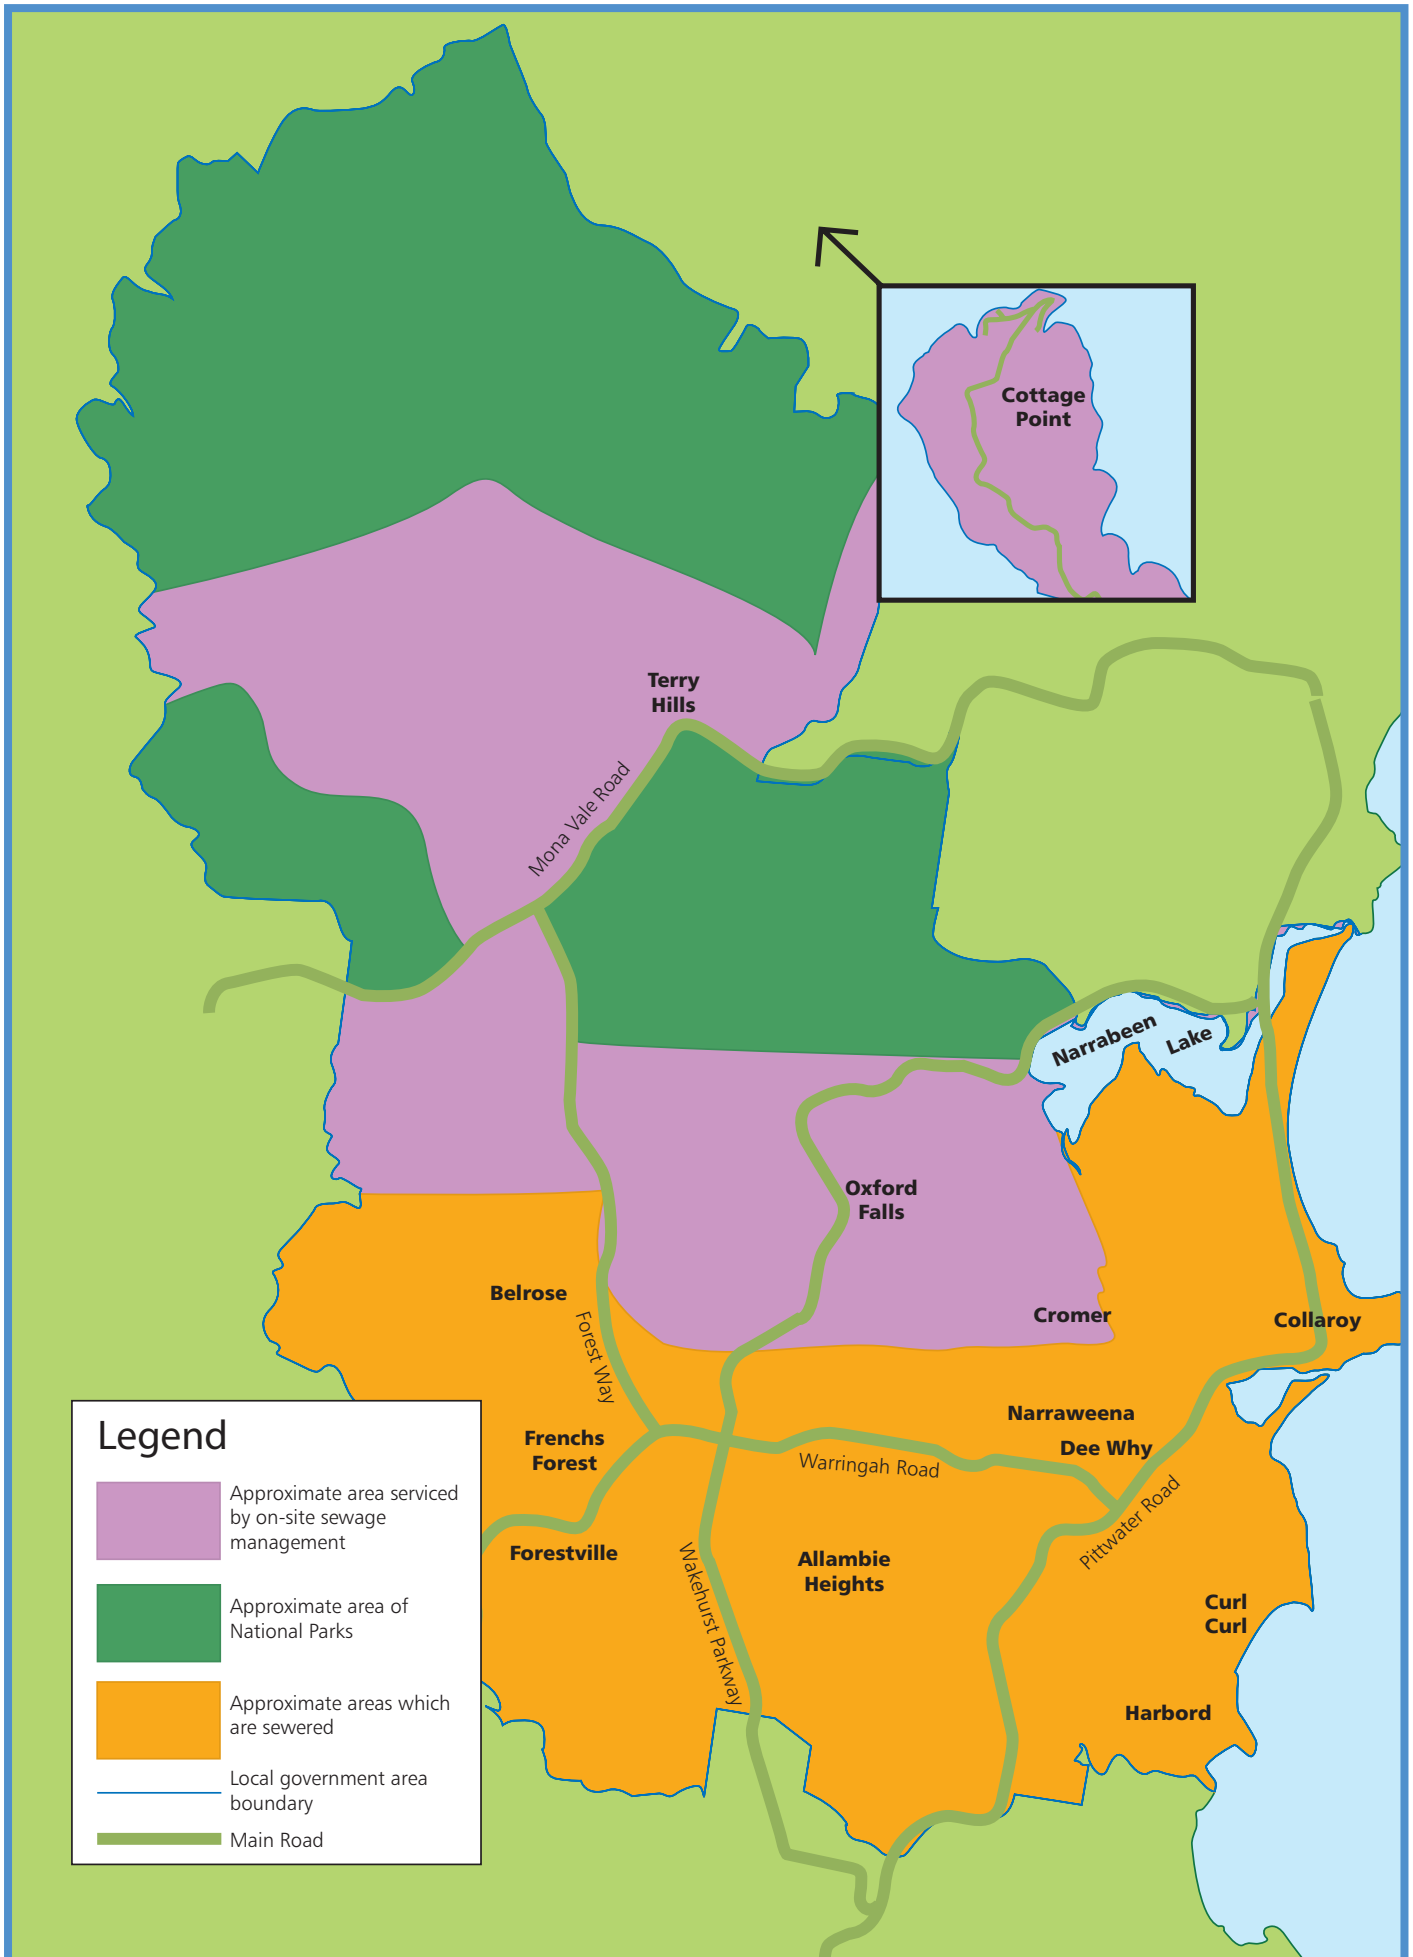 Cottage
Point
Terry
Hills
Mona Vale Road
Narrabeen
Lake
Oxford
Falls
Belrose
Forest Way
Cromer
Collaroy
Narraweena
Dee Why
Frenchs
Forest
Warringah Road
Pittwater Road
Forestville
Wakehurst Parkway
Allambie
Heights
Curl
Curl
Harbord
Legend
Approximate area serviced
by on-site sewage
management
Approximate area of
National Parks
Approximate areas which
are sewered
Local government area
boundary
Main Road